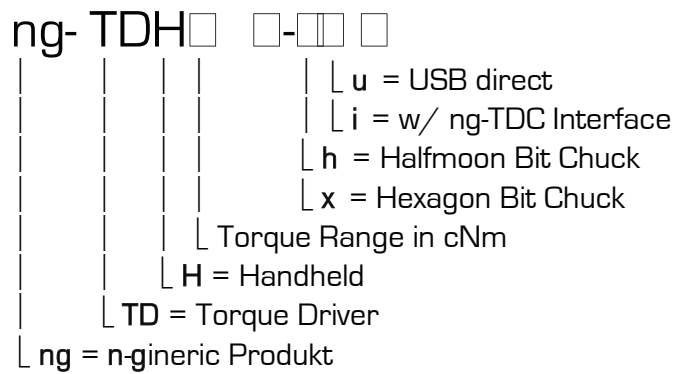 ng- TDH□ □-□□ □
u = USB direct
i = w/ ng-TDC Interface
h = Halfmoon Bit Chuck
x = Hexagon Bit Chuck
Torque Range in cNm
H = Handheld
TD = Torque Driver
ng = n-gineric Produkt